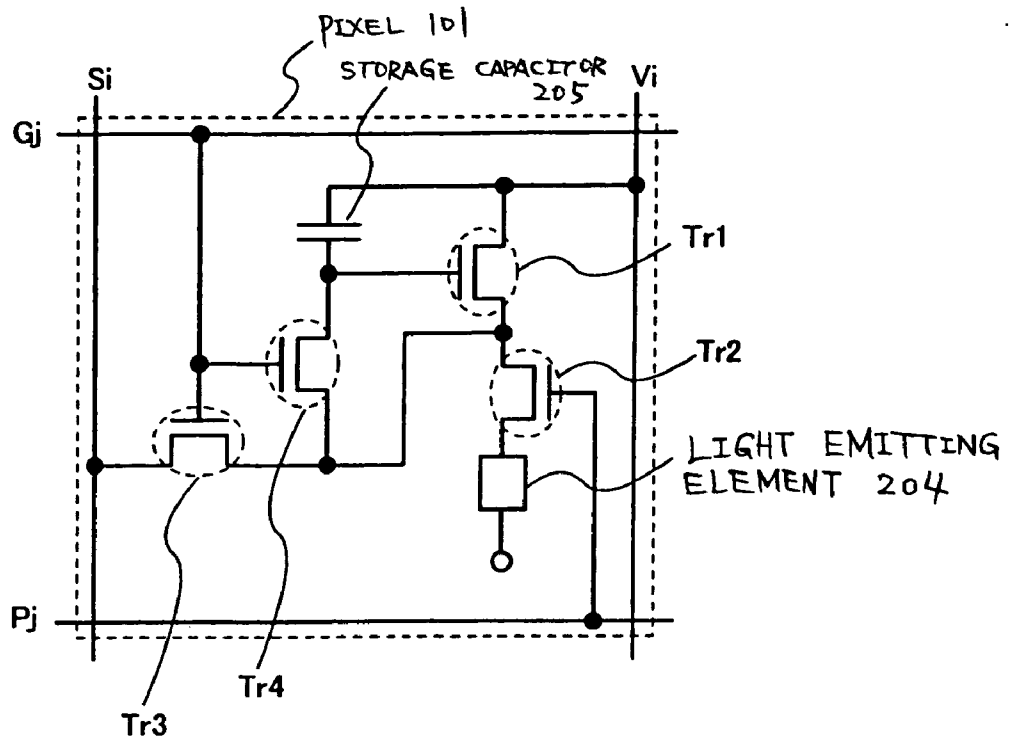 PIXEL 101
STORAGE CAPACITOR
205
Si
Vi
Gj
Tr1
Tr2
LIGHT EMITTING
ELEMENT 204
Pj
Tr4
Tr3